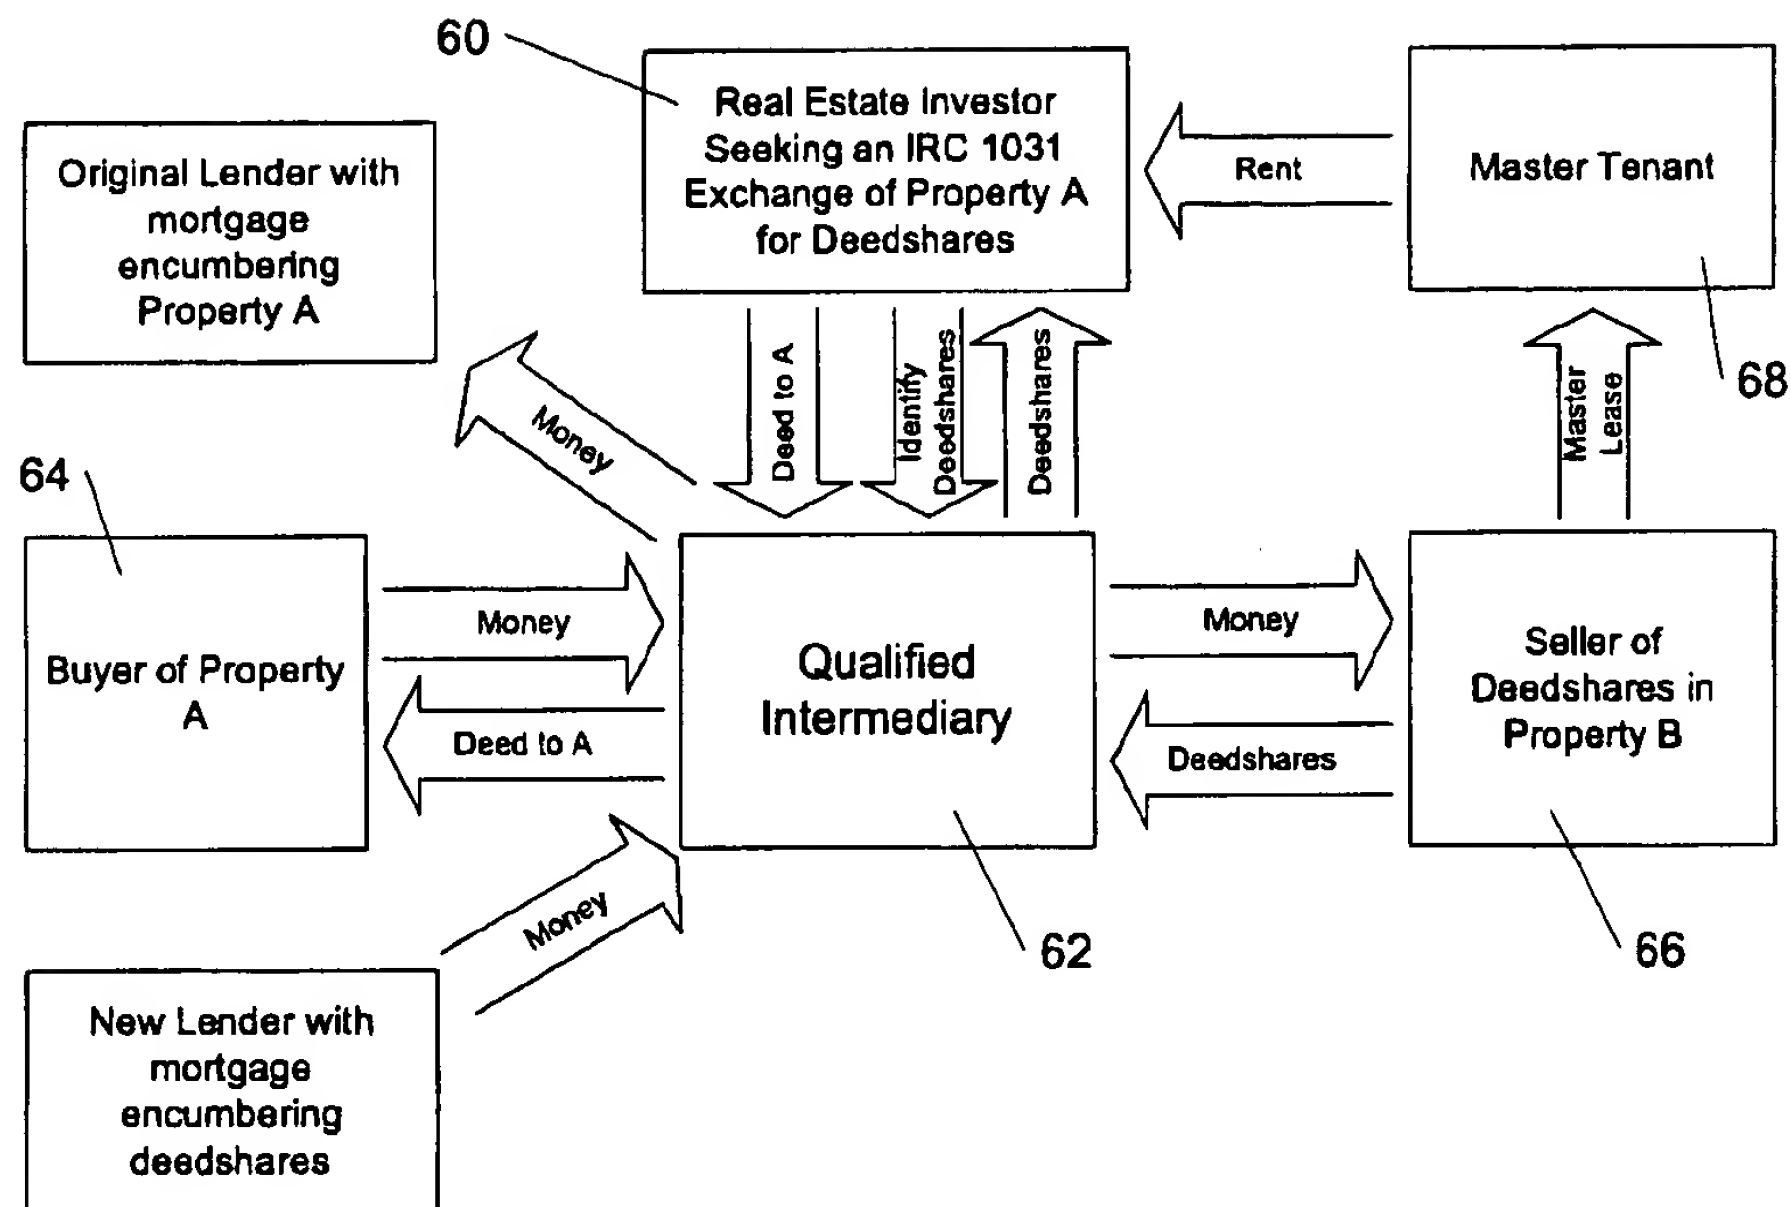 60
Real Estate Investor
Seeking an IRC 1031
Exchange of Property A
for Deedshares
Rent
Master Tenant
68
Original Lender with
mortgage
encumbering
Property A
Money
Deed to A
Identify
Deedshares
Deedshares
Master
Lease
64
Buyer of Property
A
Money
Deed to A
Qualified
Intermediary
62
Money
Deedshares
Seller of
Deedshares in
Property B
66
Money
New Lender with
mortgage
encumbering
deedshares